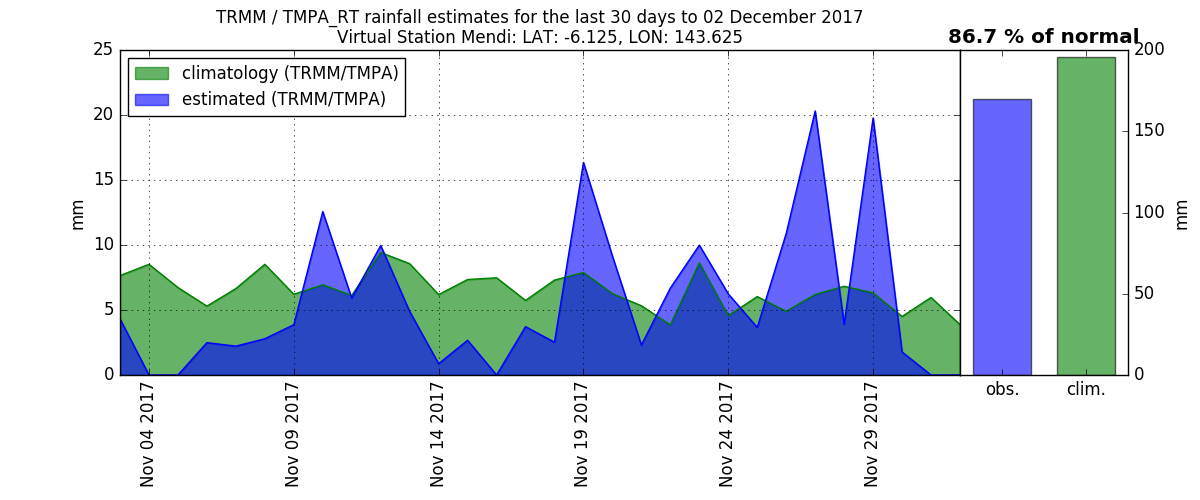 TRMM / TMPA_RT rainfall estimates for the last 30 days to 02 December 2017
Virtual Station Mendi: LAT: -6.125, LON: 143.625
86.7 % of normal
climatology (TRMM/TMPA)
estimated (TRMM/TMPA)
25
20
15
10
5
0
mm
Nov 04 2017
Nov 09 2017
Nov 14 2017
Nov 19 2017
Nov 24 2017
Nov 29 2017
obs.
clim.
200
150
100
50
0
mm